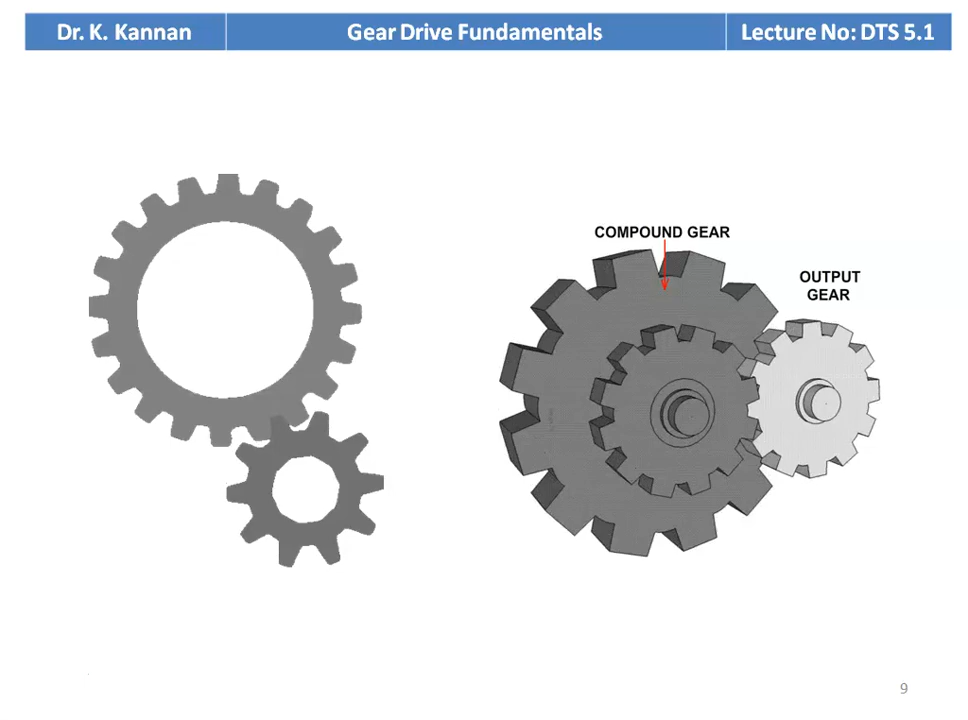 Dr. K. Kannan
Gear Drive Fundamentals
Lecture No: DTS 5.1
COMPOUND GEAR
OUTPUT
GEAR
9